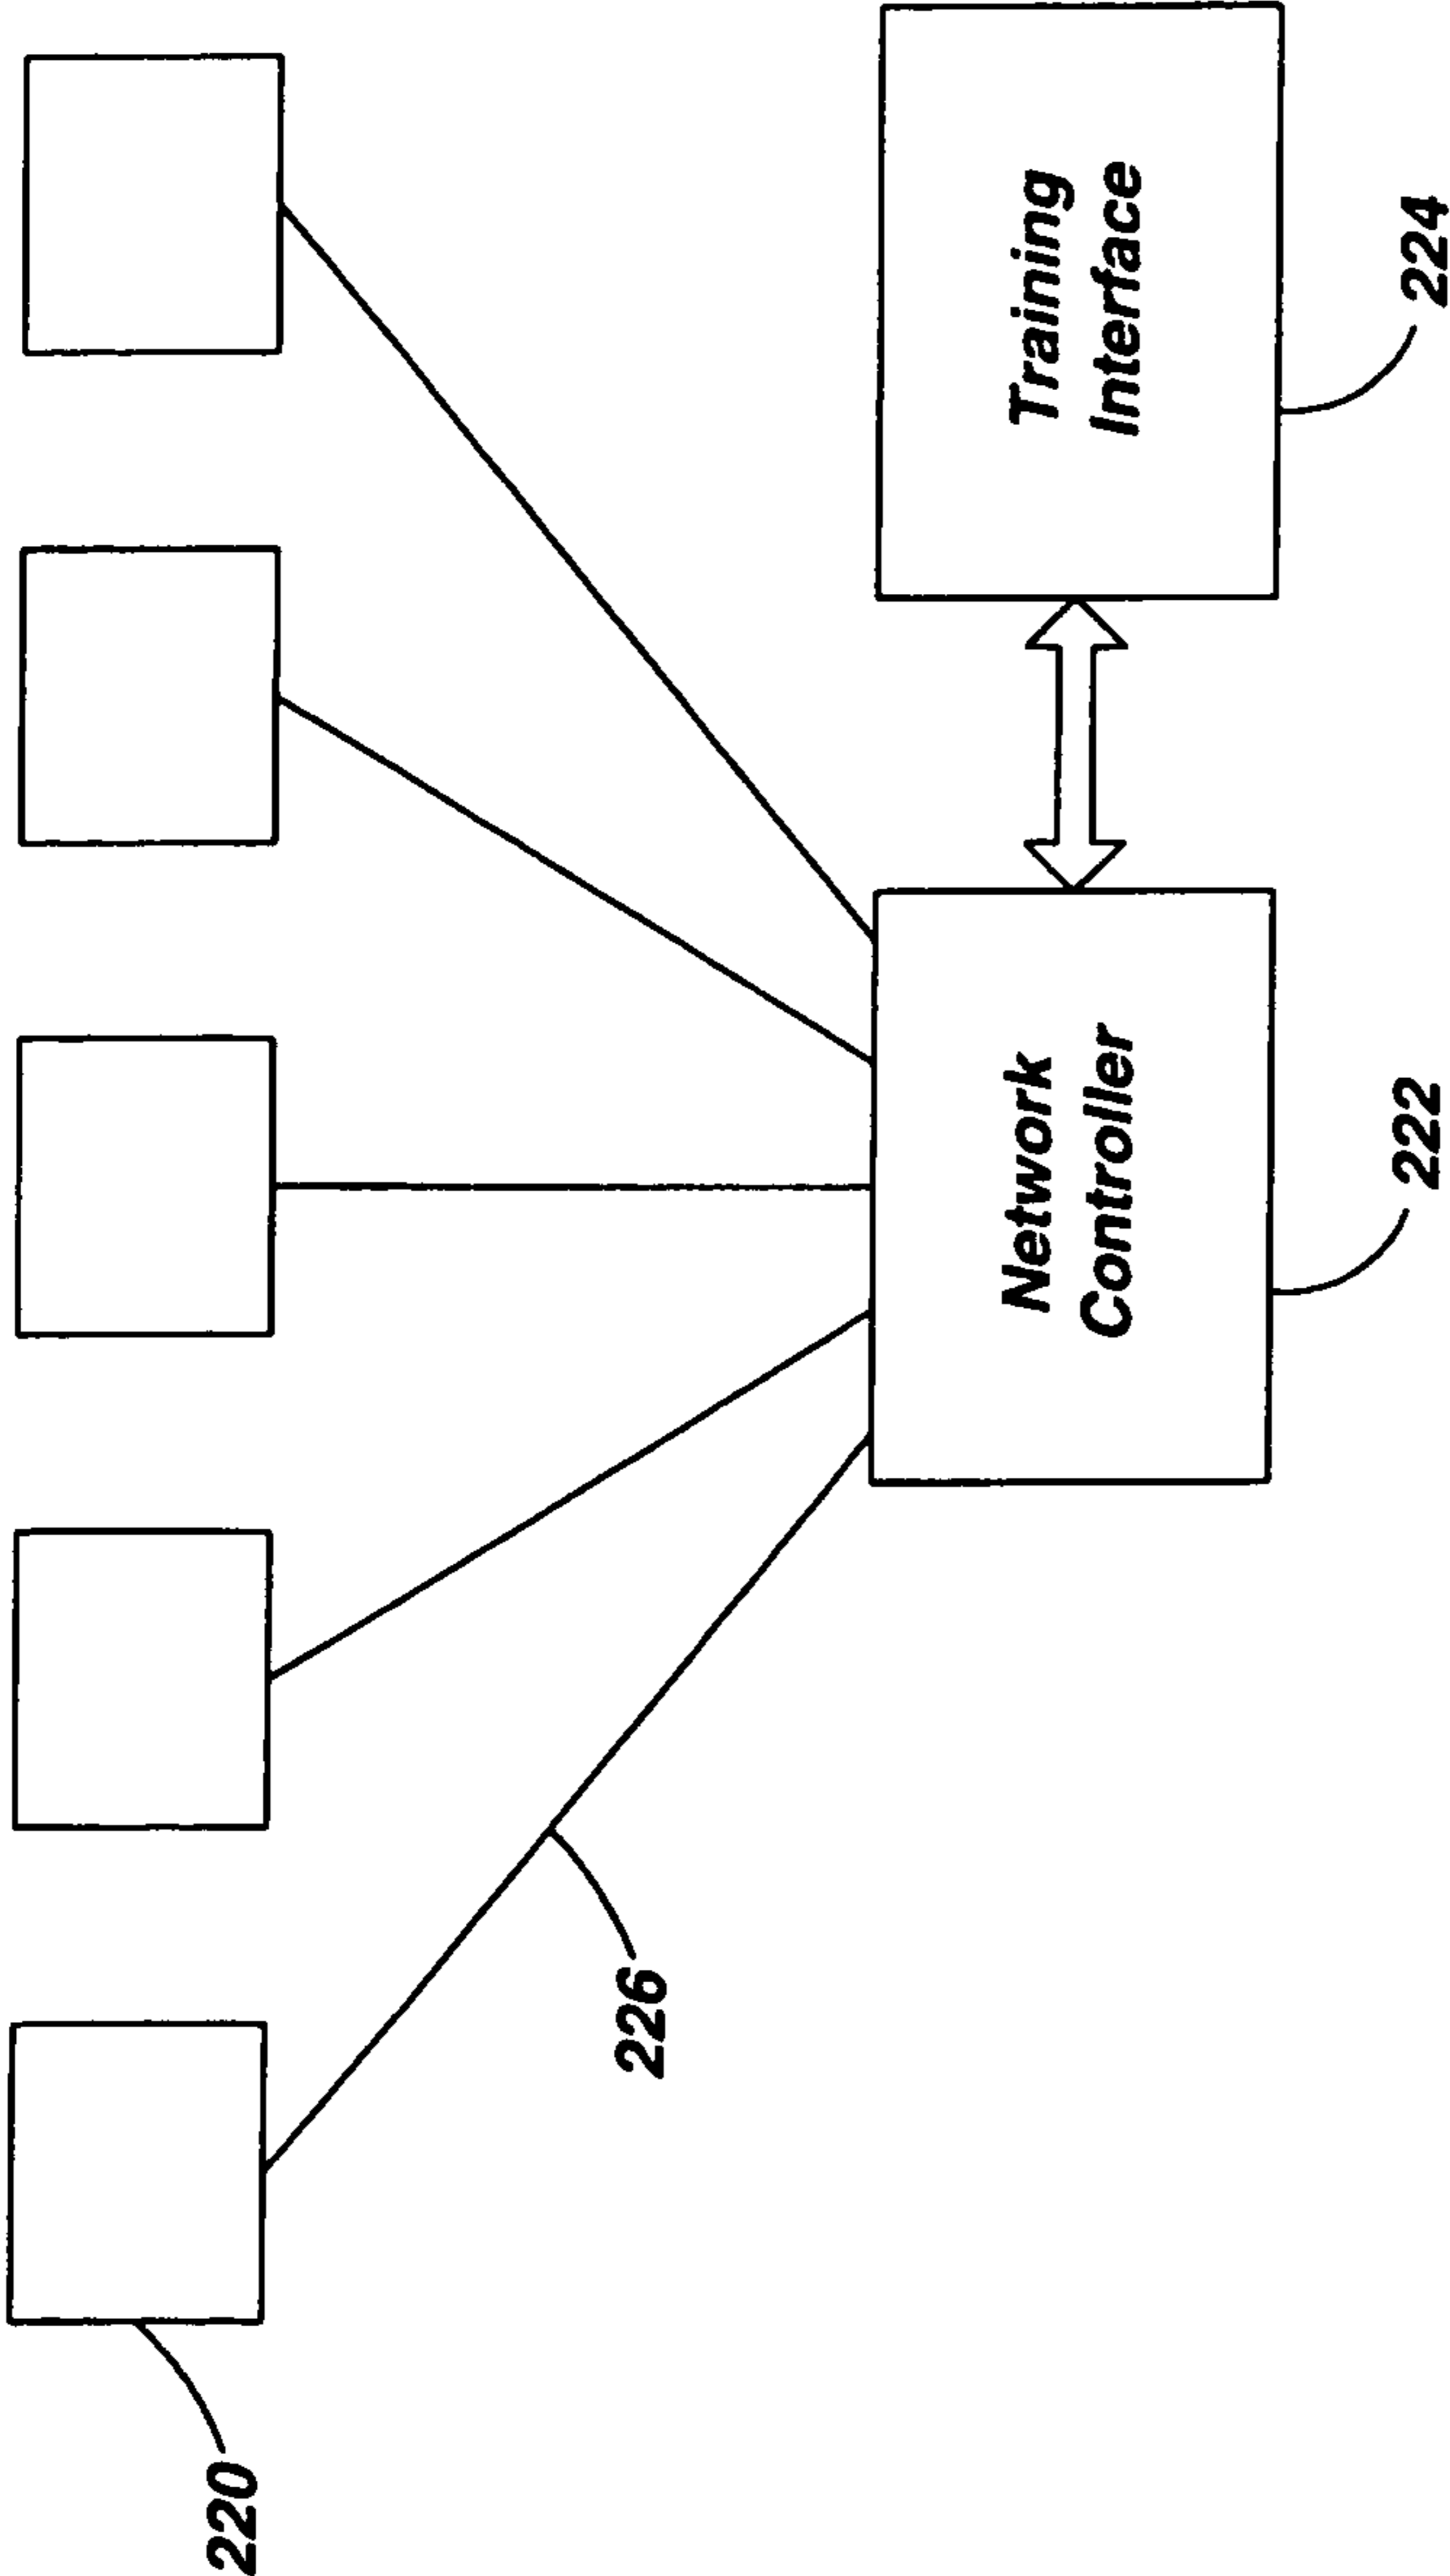 220
226
Network
Controller
222
Training
Interface
224